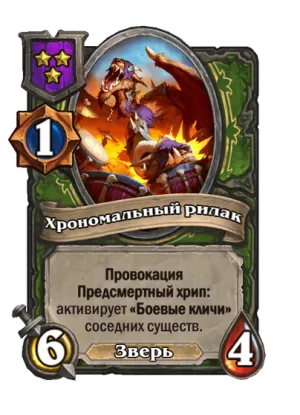 1
Хрономальный рилак
Провокация
Предсмертный хрип:
активирует «Боевые кличи»
соседних существ.
6
Зверь
4